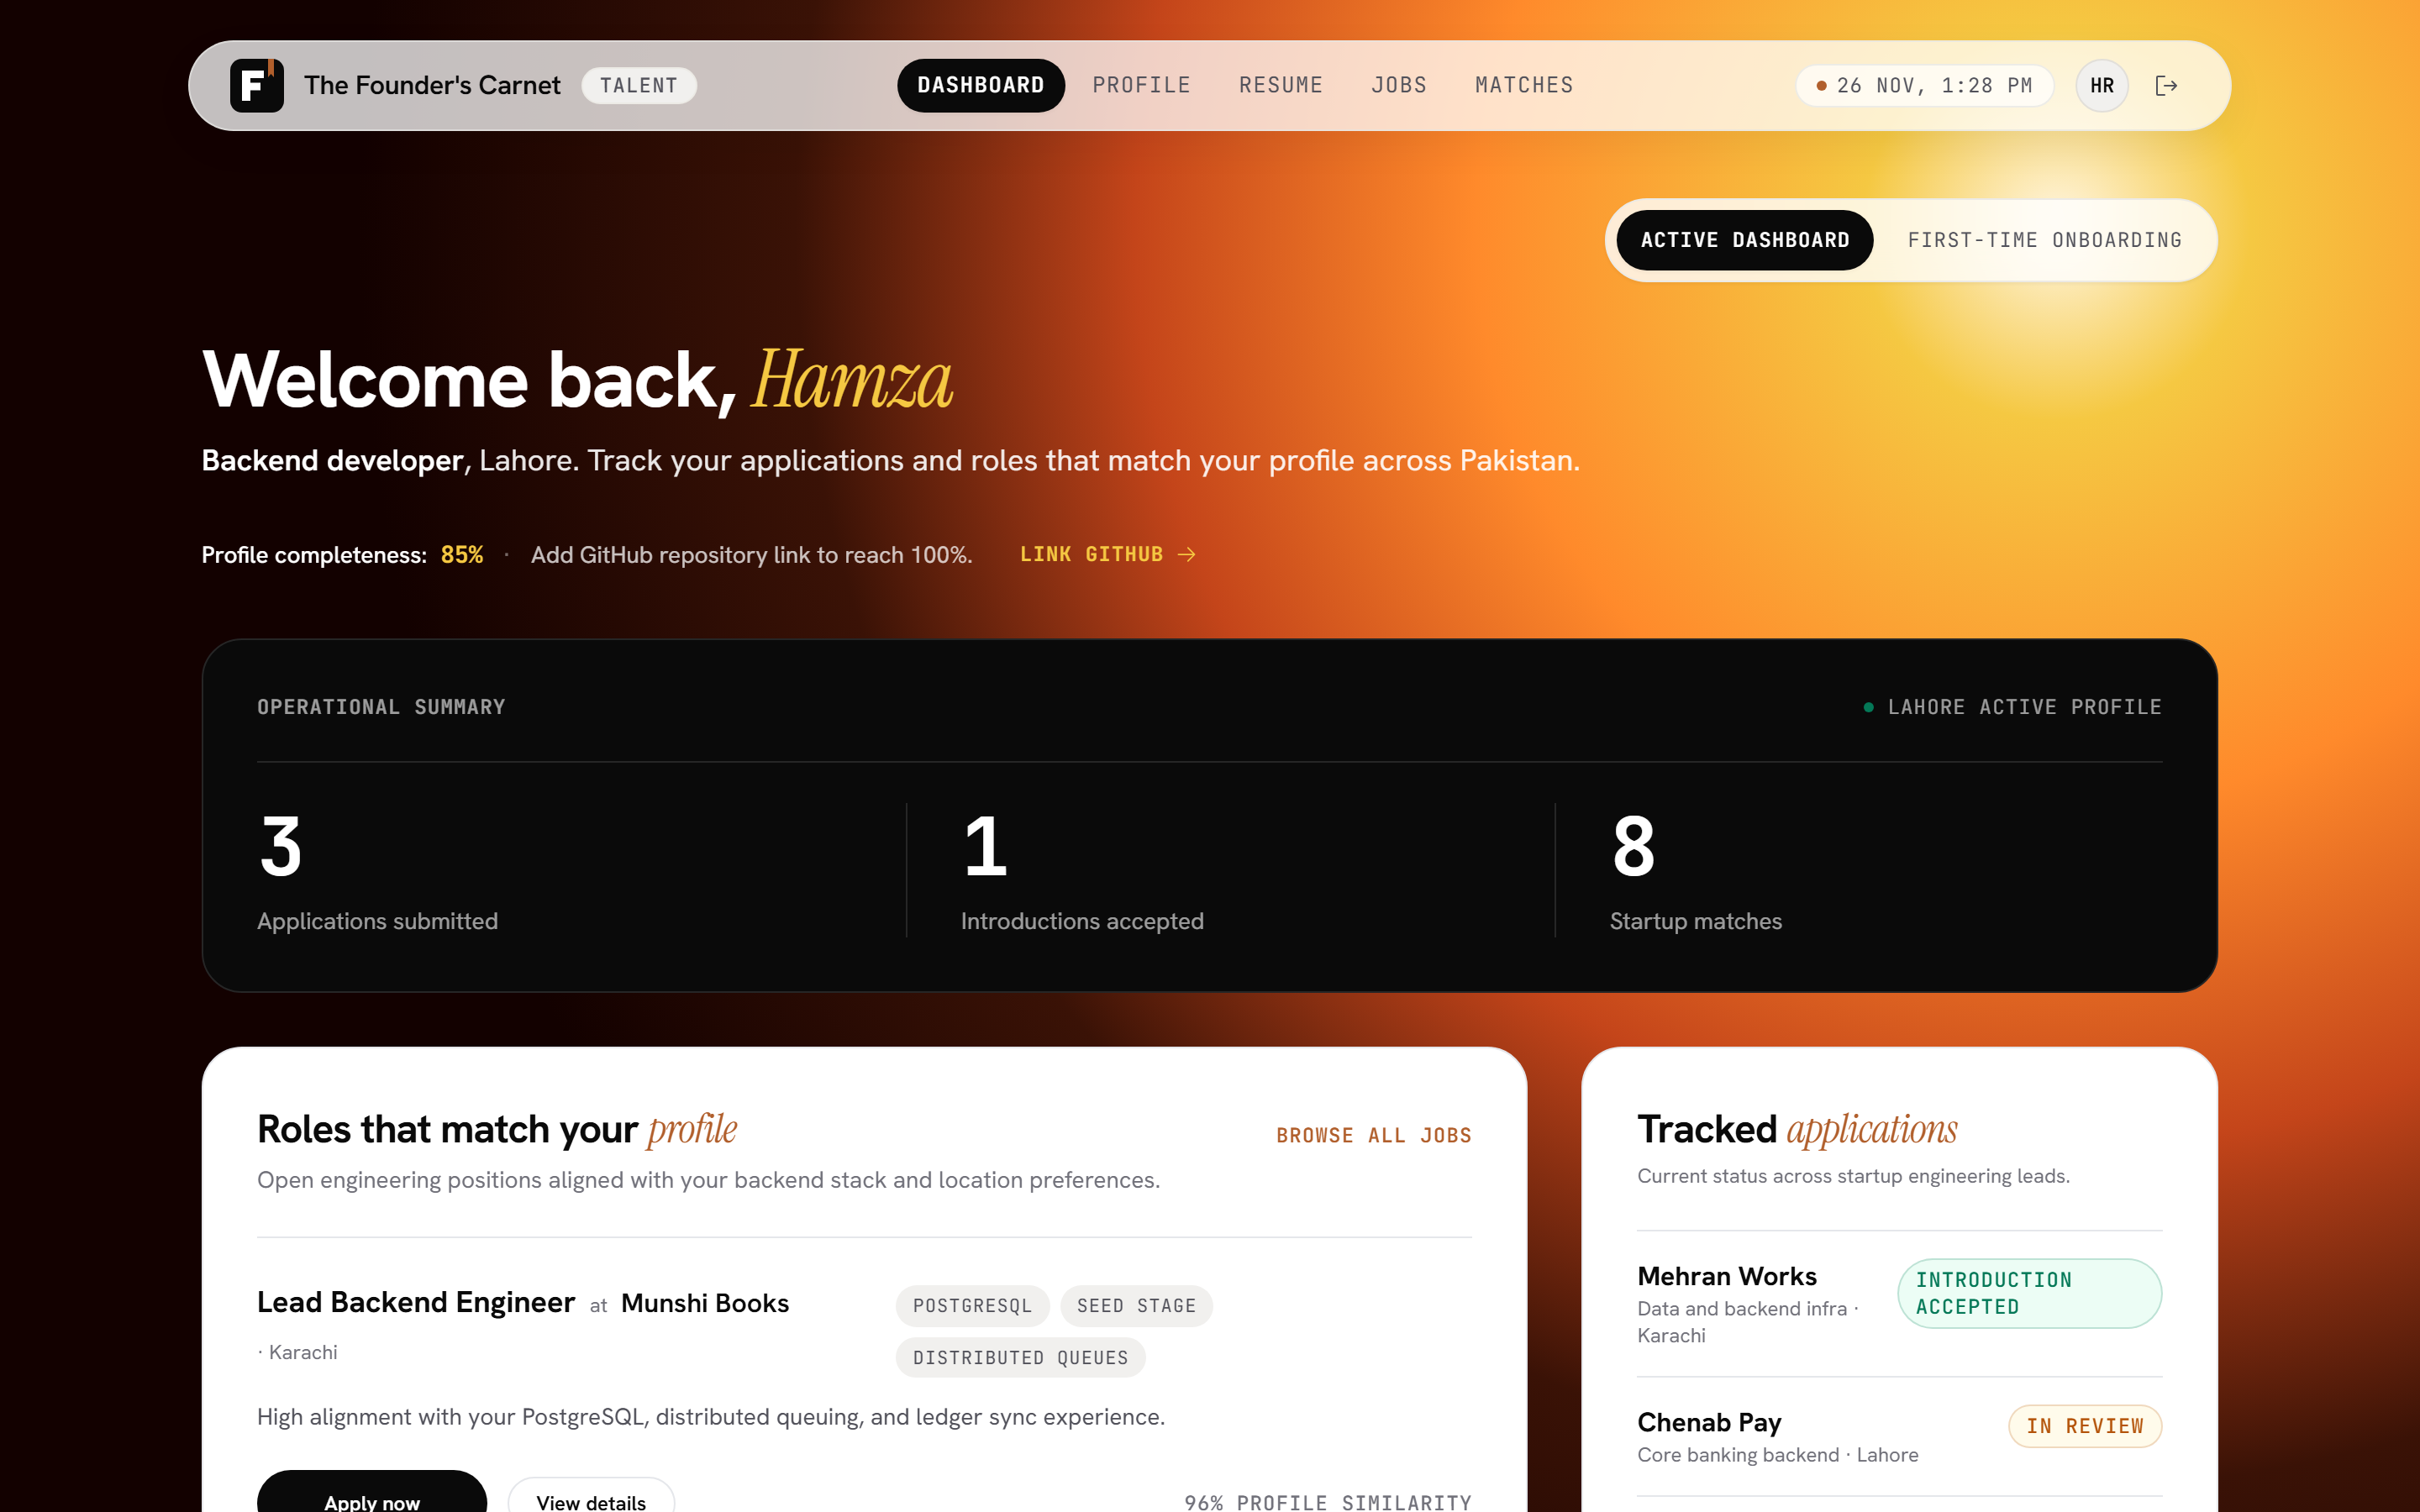 F The Founder's Carnet TALENT DASHBOARD PROFILE RESUME JOBS MATCHES 26 NOV, 1:28 PM HR
ACTIVE DASHBOARD FIRST-TIME ONBOARDING
Welcome back, Hamza
Backend developer, Lahore. Track your applications and roles that match your profile across Pakistan.
Profile completeness: 85% · Add GitHub repository link to reach 100%. LINK GITHUB →
OPERATIONAL SUMMARY LAHORE ACTIVE PROFILE
3 1 8
Applications submitted Introductions accepted Startup matches
Roles that match your profile
BROWSE ALL JOBS
Open engineering positions aligned with your backend stack and location preferences.
Lead Backend Engineer at Munshi Books
· Karachi
POSTGRESQL SEED STAGE
DISTRIBUTED QUEUES
High alignment with your PostgreSQL, distributed queuing, and ledger sync experience.
Apply now View details 96% PROFILE SIMILARITY
Tracked applications
Current status across startup engineering leads.
Mehran Works
Data and backend infra ·
Karachi
INTRODUCTION
ACCEPTED
Chenab Pay
Core banking backend · Lahore
IN REVIEW